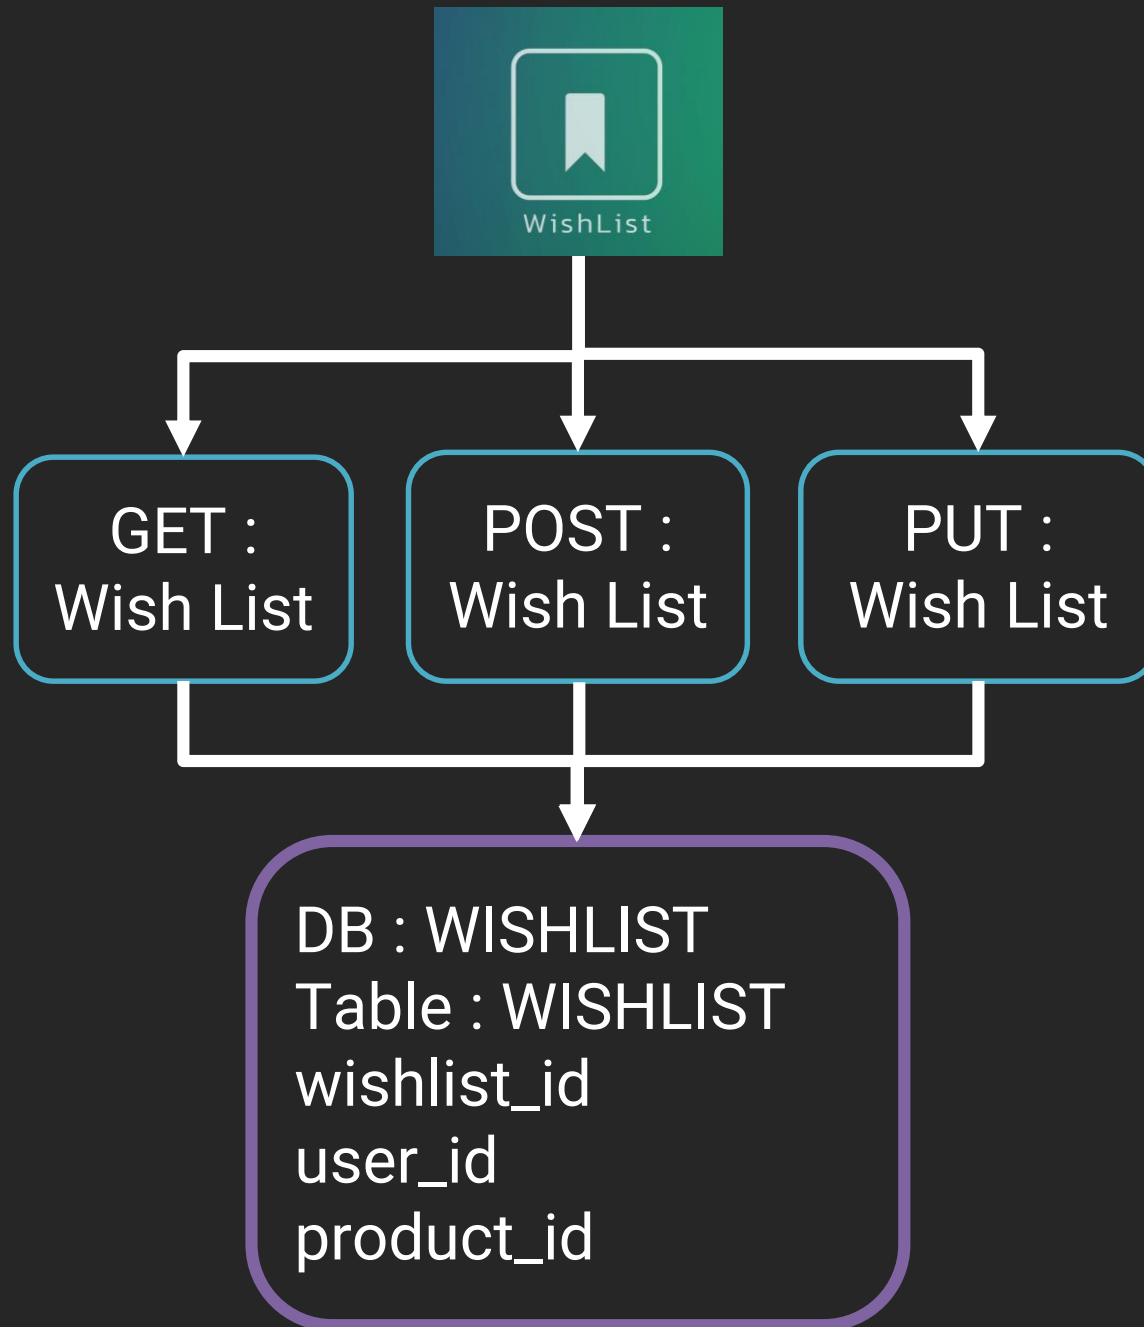 WishList
GET :
Wish List
POST :
Wish List
PUT :
Wish List
DB : WISHLIST
Table : WISHLIST
wishlist_id
user_id
product_id